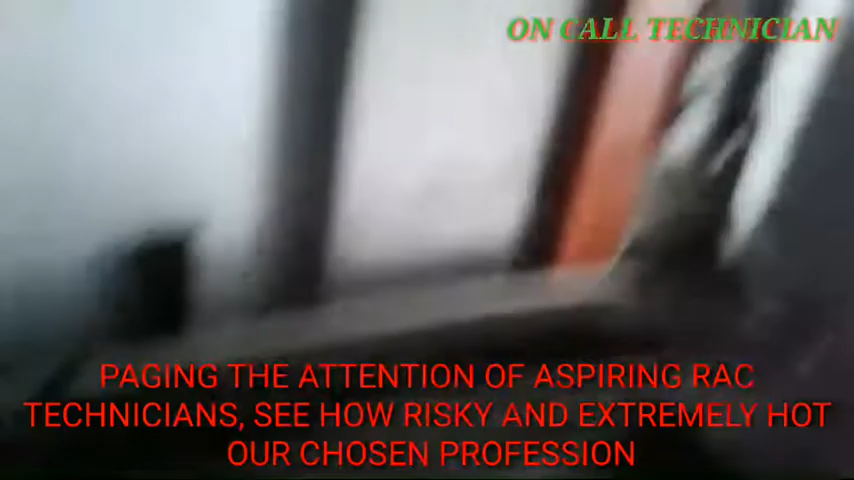 ON CALL TECHNICIAN
PAGING THE ATTENTION OF ASPIRING RAC
TECHNICIANS, SEE HOW RISKY AND EXTREMELY HOT
OUR CHOSEN PROFESSION